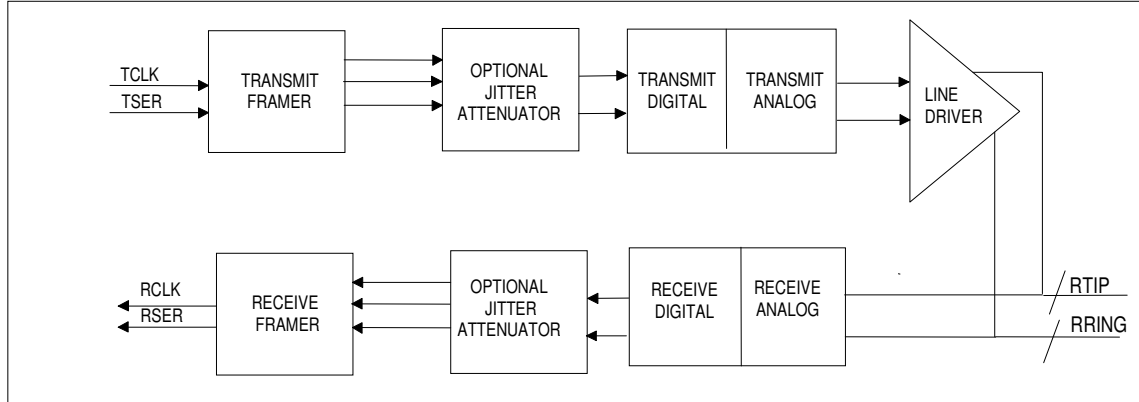 TCLK
TSER
TRANSMIT
FRAMER
OPTIONAL
JITTER
ATTENUATOR
TRANSMIT
DIGITAL
TRANSMIT
ANALOG
LINE
DRIVER
RCLK
RSER
RECEIVE
FRAMER
OPTIONAL
JITTER
ATTENUATOR
RECEIVE
DIGITAL
RECEIVE
ANALOG
RTIP
RRING